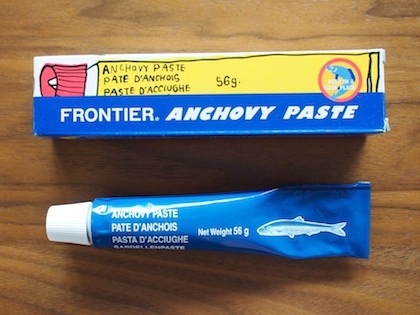 ANCHOVY PASTE
PATE D'ANCHOIS
PASTE D'ACCIUGHE
56g.
FRONTIER® ANCHOVY PASTE
ANCHOVY PASTE
PATE D'ANCHOIS
PASTA D'ACCIUGHE
SARDELLENPASTE
Net Weight 56 g